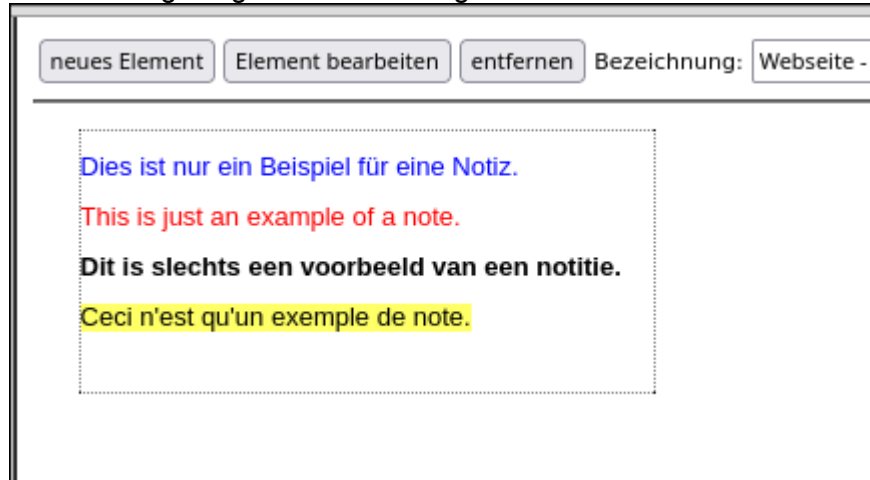 neues Element Element bearbeiten entfernen Bezeichnung: Webseite -
Dies ist nur ein Beispiel für eine Notiz.
This is just an example of a note.
Dit is slechts een voorbeeld van een notitie.
Ceci n'est qu'un exemple de note.